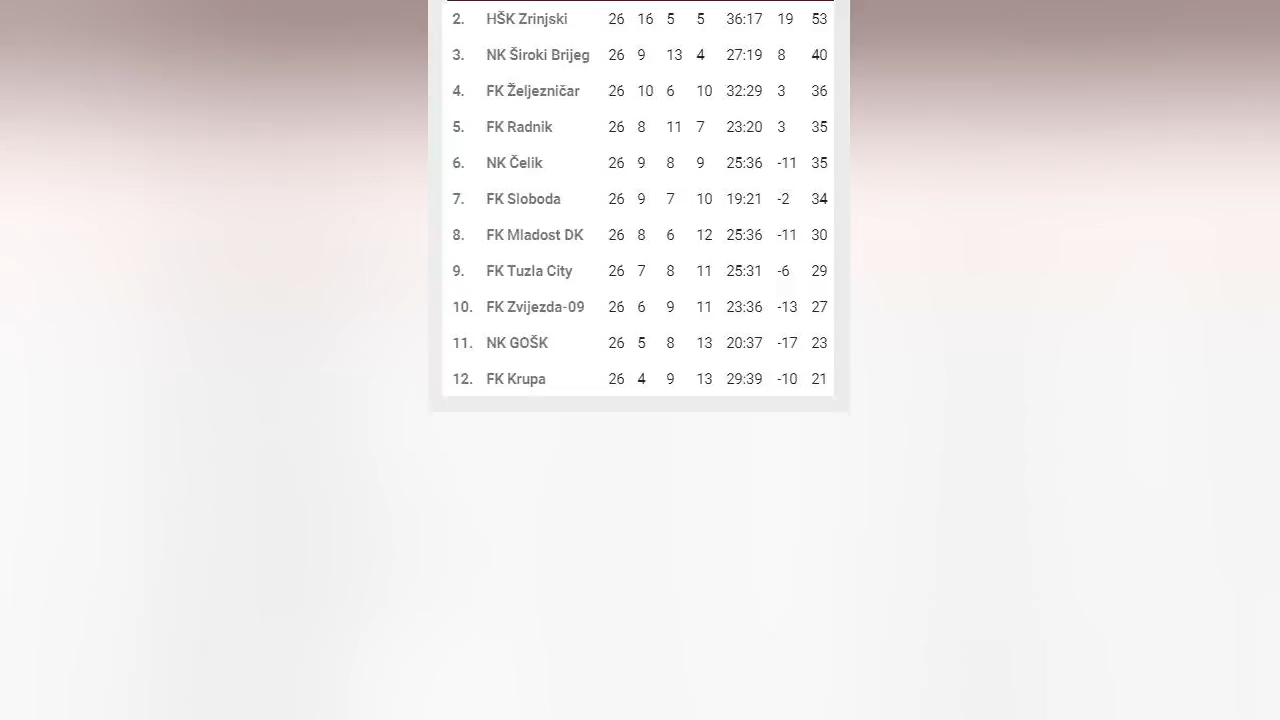 2. HŠK Zrinjski 26 16 5 5 36:17 19 53
3. NK Široki Brijeg 26 9 13 4 27:19 8 40
4. FK Željezničar 26 10 6 10 32:29 3 36
5. FK Radnik 26 8 11 7 23:20 3 35
6. NK Čelik 26 9 8 9 25:36 -11 35
7. FK Sloboda 26 9 7 10 19:21 -2 34
8. FK Mladost DK 26 8 6 12 25:36 -11 30
9. FK Tuzla City 26 7 8 11 25:31 -6 29
10. FK Zvijezda-09 26 6 9 11 23:36 -13 27
11. NK GOŠK 26 5 8 13 20:37 -17 23
12. FK Krupa 26 4 9 13 29:39 -10 21